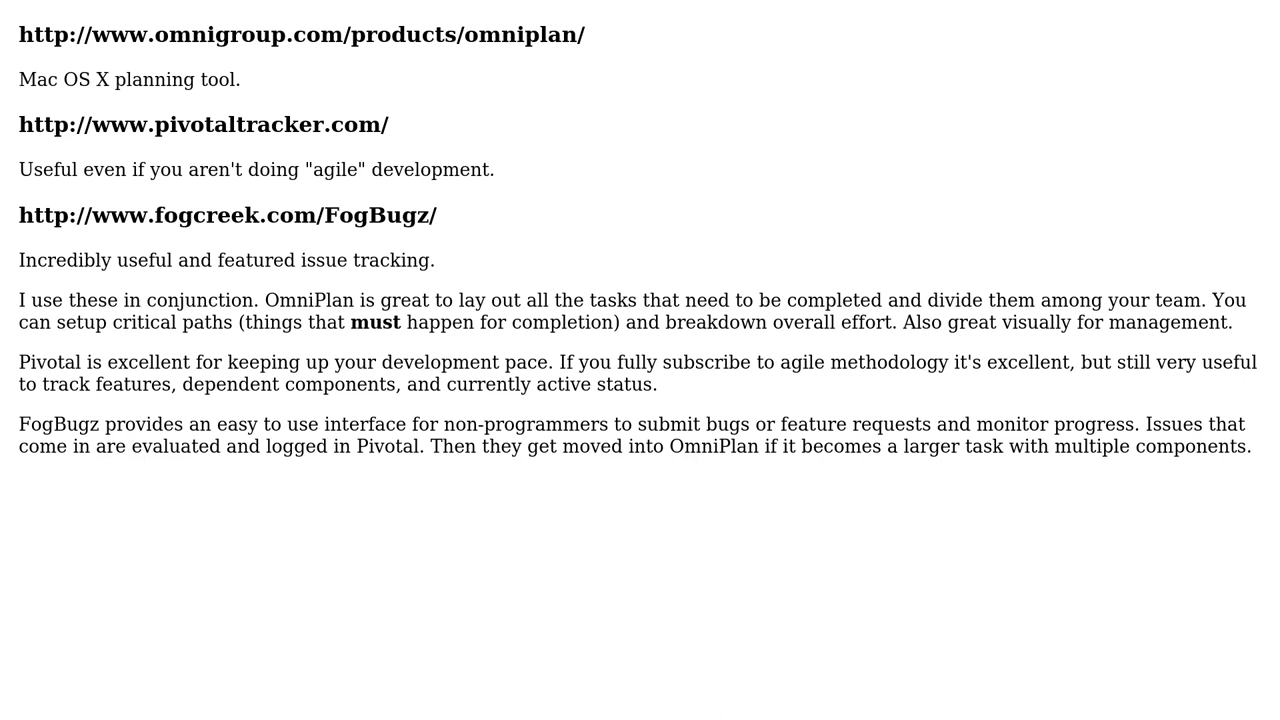 http://www.omnigroup.com/products/omniplan/
Mac OS X planning tool.
http://www.pivotaltracker.com/
Useful even if you aren't doing "agile" development.
http://www.fogcreek.com/FogBugz/
Incredibly useful and featured issue tracking.
I use these in conjunction. OmniPlan is great to lay out all the tasks that need to be completed and divide them among your team. You
can setup critical paths (things that must happen for completion) and breakdown overall effort. Also great visually for management.
Pivotal is excellent for keeping up your development pace. If you fully subscribe to agile methodology it's excellent, but still very useful
to track features, dependent components, and currently active status.
FogBugz provides an easy to use interface for non-programmers to submit bugs or feature requests and monitor progress. Issues that
come in are evaluated and logged in Pivotal. Then they get moved into OmniPlan if it becomes a larger task with multiple components.